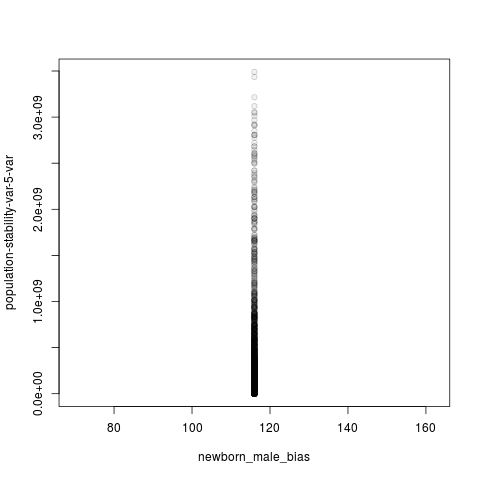 population-stability-var-5-var
3.0e+09
2.0e+09
1.0e+09
0.0e+00
80 100 120 140 160
newborn_male_bias